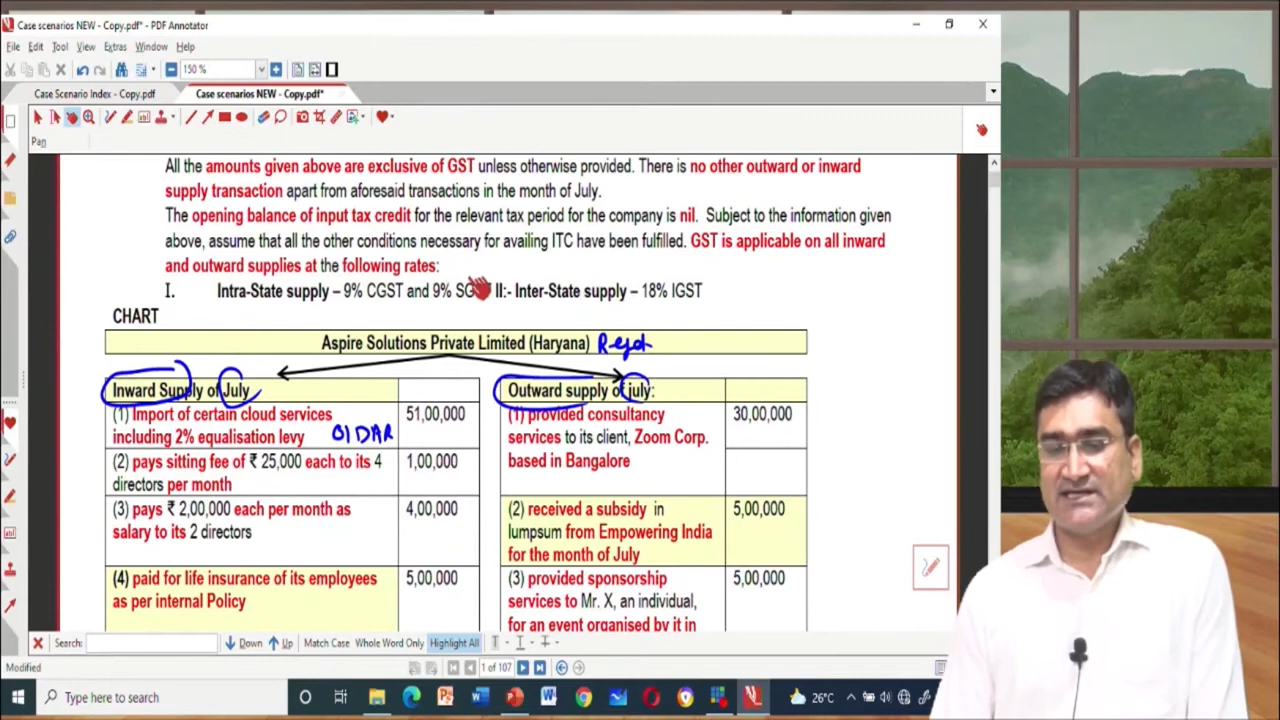 Case scenarios NEW - Copy.pdf* - PDF Annotator
File Edit Tool View Extras Window Help
150 %
Case Scenario Index - Copy.pdf Case scenarios NEW - Copy.pdf*
Pan
All the amounts given above are exclusive of GST unless otherwise provided. There is no other outward or inward
supply transaction apart from aforesaid transactions in the month of July.
The opening balance of input tax credit for the relevant tax period for the company is nil. Subject to the information given
above, assume that all the other conditions necessary for availing ITC have been fulfilled. GST is applicable on all inward
and outward supplies at the following rates:
I. Intra-State supply – 9% CGST and 9% II:- Inter-State supply – 18% IGST
CHART
Aspire Solutions Private Limited (Haryana) Regd
Inward Supply of July
(1) Import of certain cloud services 51,00,000
including 2% equalisation levy OIDAR
(2) pays sitting fee of ₹ 25,000 each to its 4 1,00,000
directors per month
(3) pays ₹ 2,00,000 each per month as 4,00,000
salary to its 2 directors
(4) paid for life insurance of its employees 5,00,000
as per internal Policy
Outward supply of july:
(1) provided consultancy 30,00,000
services to its client, Zoom Corp.
based in Bangalore
(2) received a subsidy in 5,00,000
lumpsum from Empowering India
for the month of July
(3) provided sponsorship 5,00,000
services to Mr. X, an individual,
for an event organised by it in
Search: Down Up Match Case Whole Word Only Highlight All
Modified 1 of 107
Type here to search 26°C